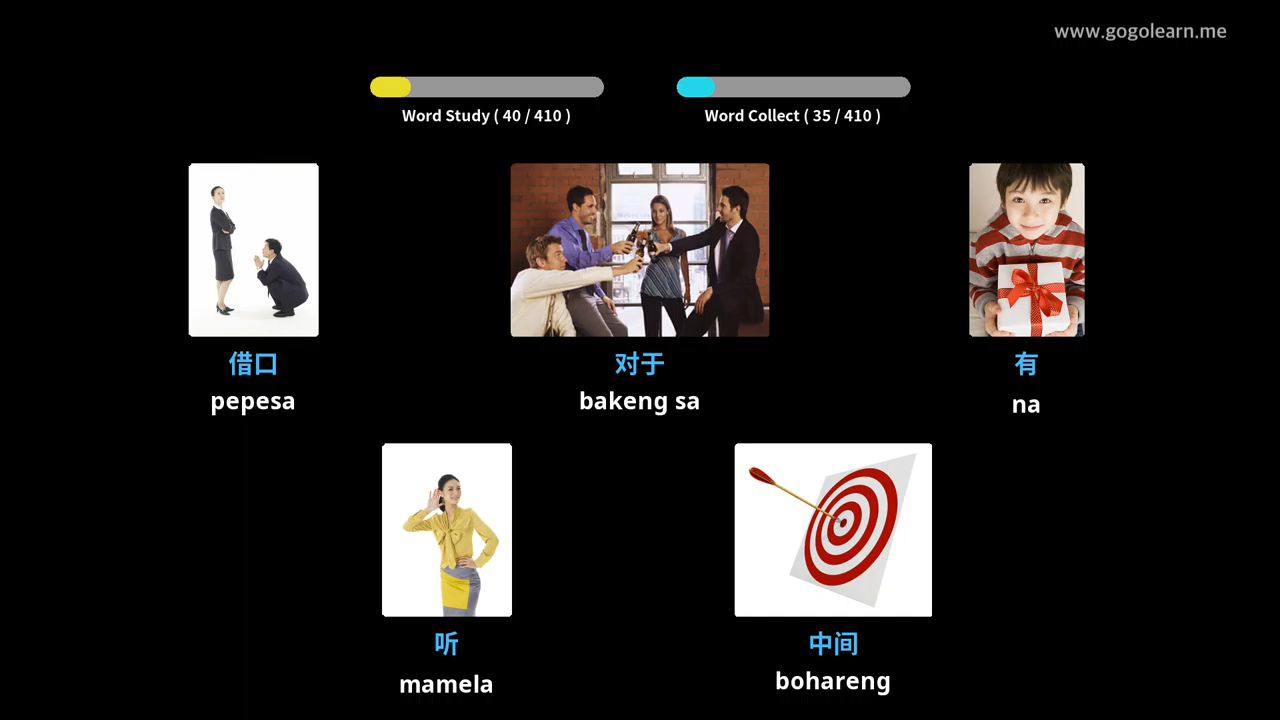 www.gogolearn.me
Word Study ( 40 / 410 )
Word Collect ( 35 / 410 )
借口
pepesa
对于
bakeng sa
有
na
听
mamela
中间
bohareng